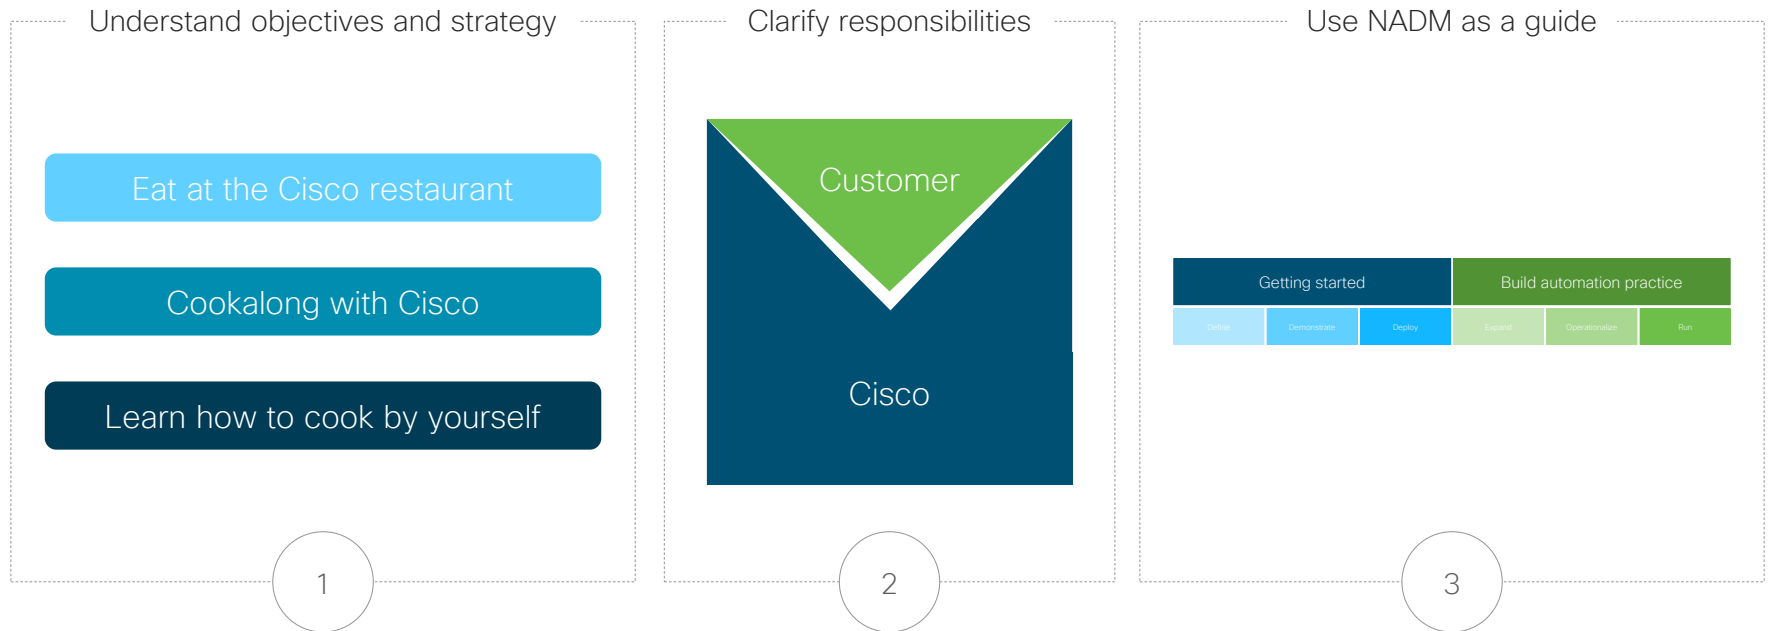 Understand objectives and strategy
Eat at the Cisco restaurant
Cookalong with Cisco
Learn how to cook by yourself
1
Clarify responsibilities
Customer
Cisco
2
Use NADM as a guide
Getting started
Build automation practice
Define
Demonstrate
Deploy
Expand
Operationalize
Run
3